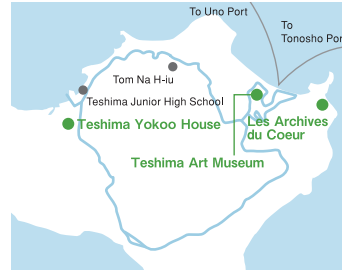 To Uno Port
To
Tonosho Por
Tom Na H-iu
Teshima Junior High School
Teshima Yokoo House
Les Archives
du Coeur
Teshima Art Museum